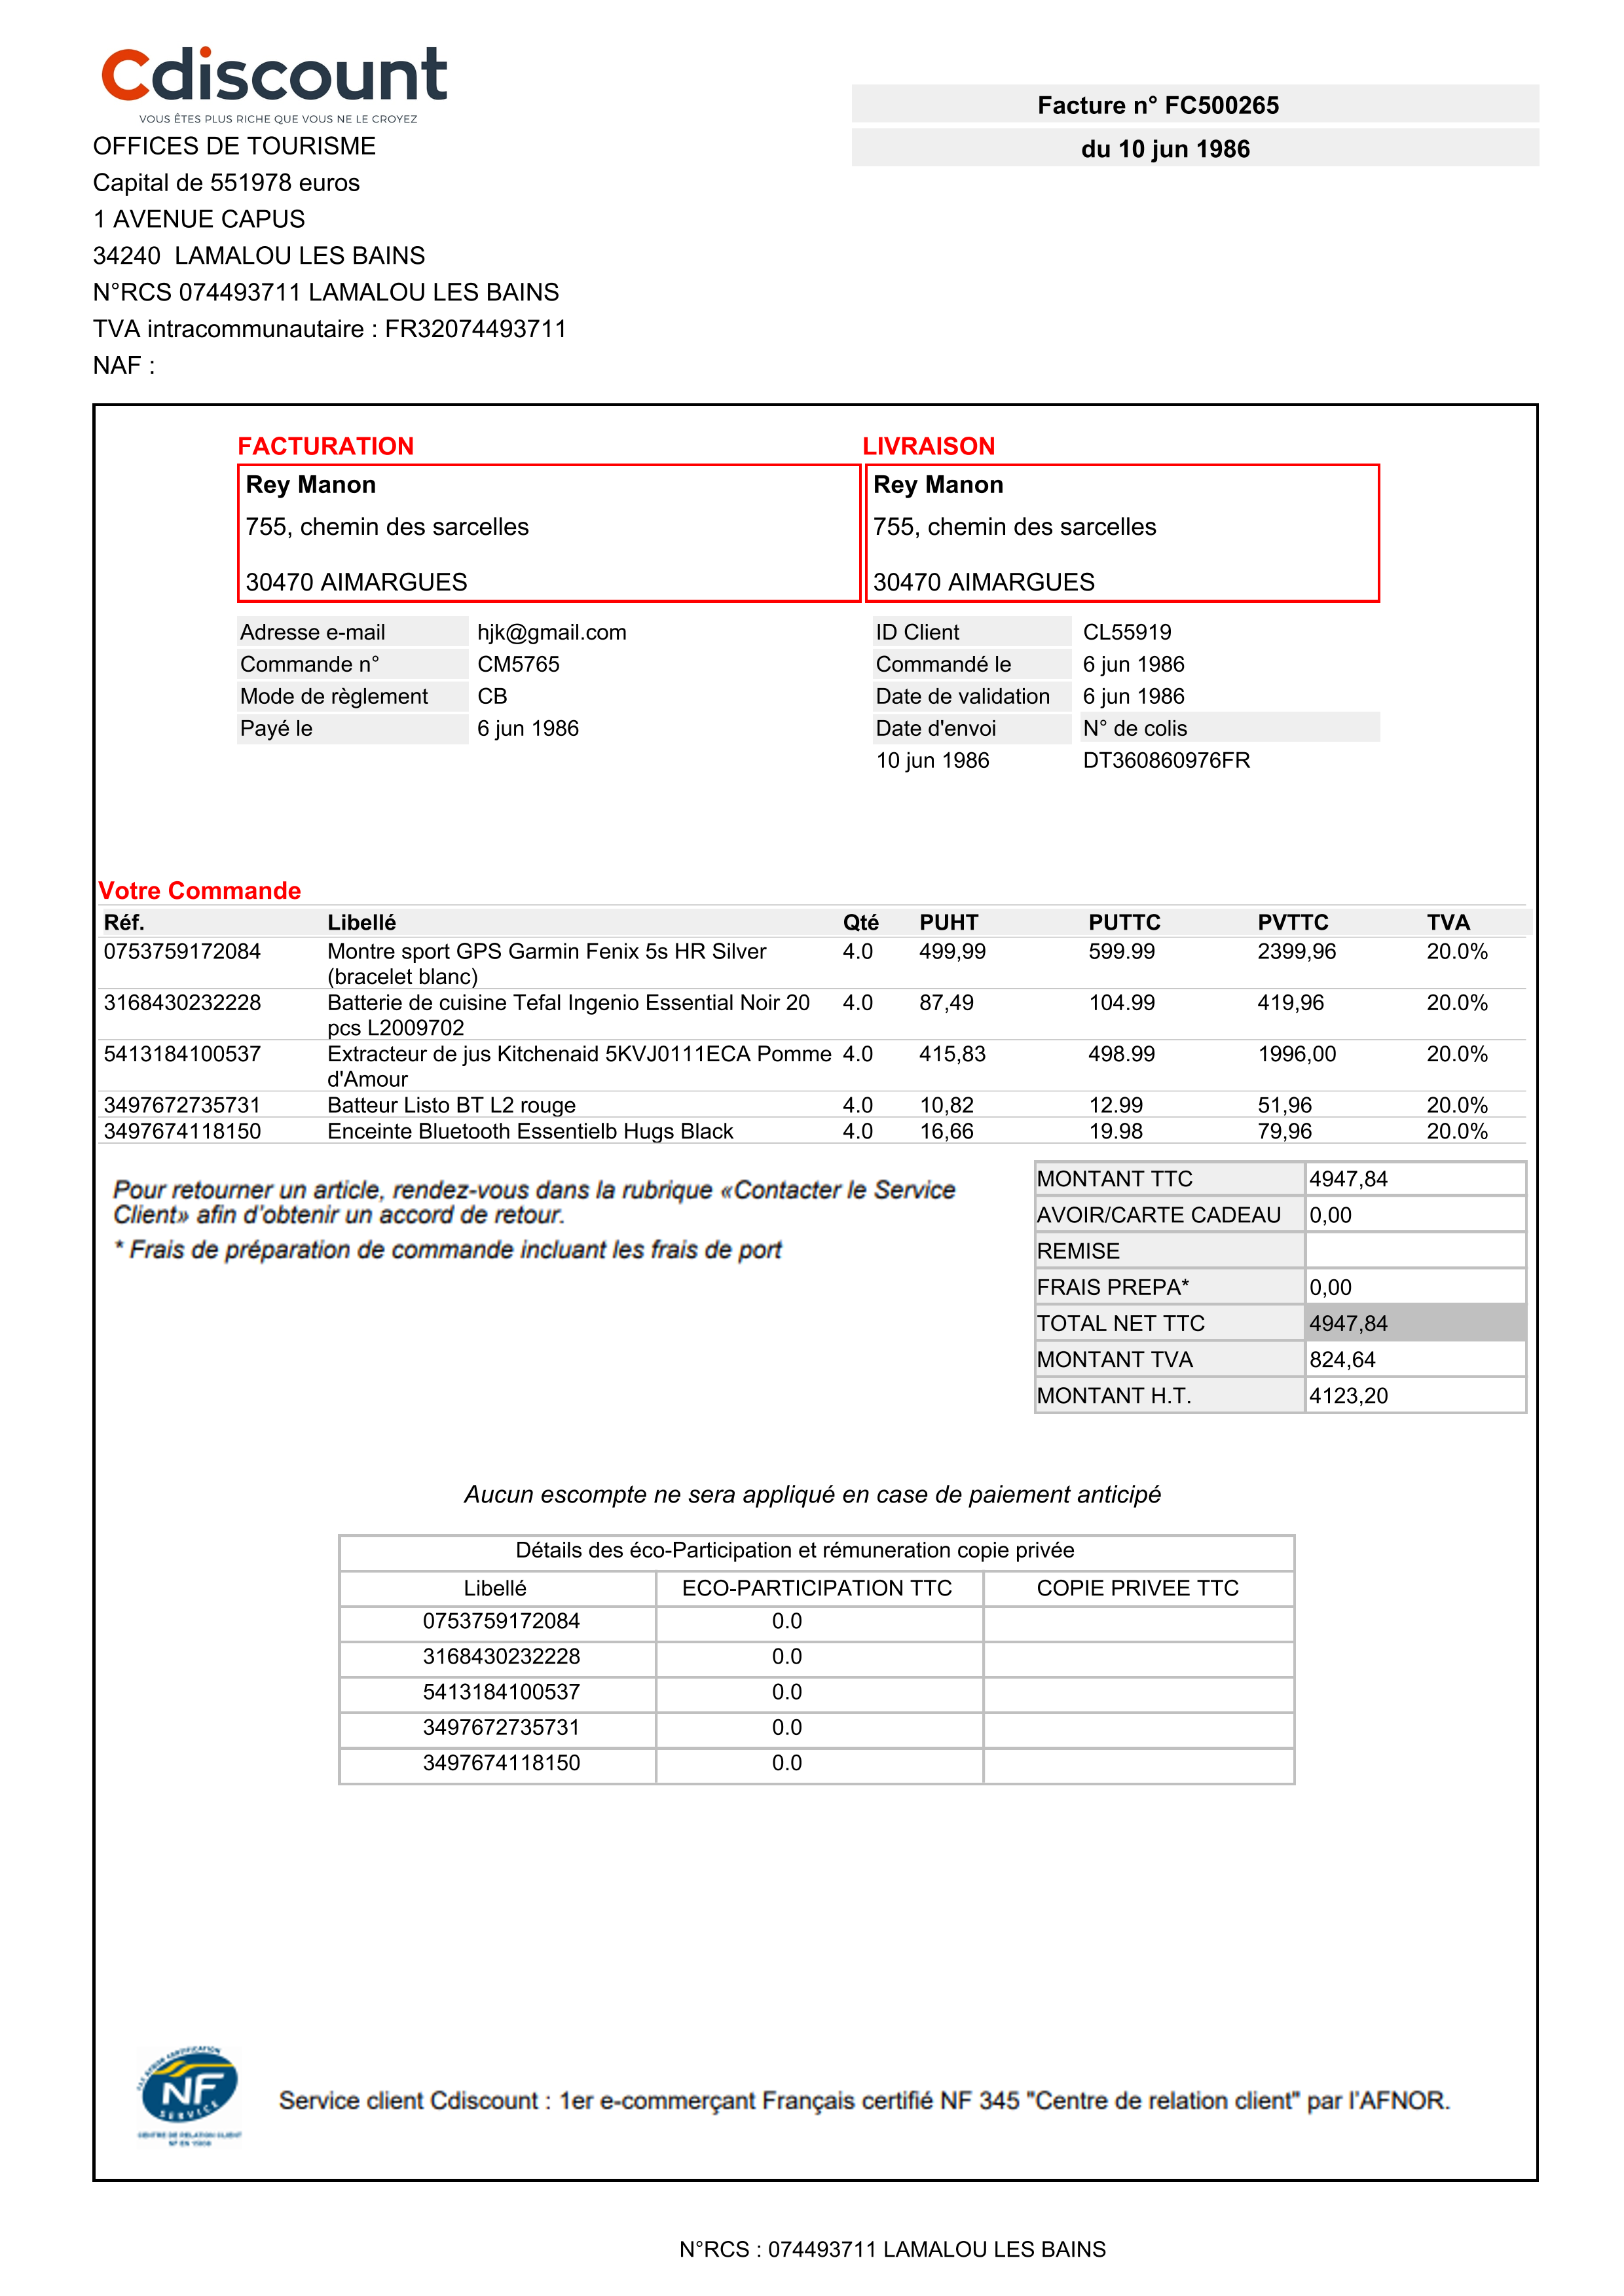 Cdiscount
VOUS ÊTES PLUS RICHE QUE VOUS NE LE CROYEZ
OFFICES DE TOURISME
Capital de 551978 euros
1 AVENUE CAPUS
34240  LAMALOU LES BAINS
N°RCS 074493711 LAMALOU LES BAINS
TVA intracommunautaire : FR32074493711
NAF :
Facture n° FC500265
du 10 jun 1986
FACTURATION
Rey Manon
755, chemin des sarcelles
30470 AIMARGUES
LIVRAISON
Rey Manon
755, chemin des sarcelles
30470 AIMARGUES
Adresse e-mail hjk@gmail.com
Commande n° CM5765
Mode de règlement CB
Payé le 6 jun 1986
ID Client CL55919
Commandé le 6 jun 1986
Date de validation 6 jun 1986
Date d'envoi N° de colis
10 jun 1986 DT360860976FR
Votre Commande
Réf. Libellé Qté PUHT PUTTC PVTTC TVA
0753759172084 Montre sport GPS Garmin Fenix 5s HR Silver 4.0 499,99 599.99 2399,96 20.0%
(bracelet blanc)
3168430232228 Batterie de cuisine Tefal Ingenio Essential Noir 20 4.0 87,49 104.99 419,96 20.0%
pcs L2009702
5413184100537 Extracteur de jus Kitchenaid 5KVJ0111ECA Pomme 4.0 415,83 498.99 1996,00 20.0%
d'Amour
3497672735731 Batteur Listo BT L2 rouge 4.0 10,82 12.99 51,96 20.0%
3497674118150 Enceinte Bluetooth Essentielb Hugs Black 4.0 16,66 19.98 79,96 20.0%
Pour retourner un article, rendez-vous dans la rubrique «Contacter le Service
Client» afin d'obtenir un accord de retour.
* Frais de préparation de commande incluant les frais de port
MONTANT TTC 4947,84
AVOIR/CARTE CADEAU 0,00
REMISE
FRAIS PREPA* 0,00
TOTAL NET TTC 4947,84
MONTANT TVA 824,64
MONTANT H.T. 4123,20
Aucun escompte ne sera appliqué en case de paiement anticipé
Détails des éco-Participation et rémuneration copie privée
Libellé ECO-PARTICIPATION TTC COPIE PRIVEE TTC
0753759172084 0.0
3168430232228 0.0
5413184100537 0.0
3497672735731 0.0
3497674118150 0.0
NF
SERVICE
CENTRE DE RELATION CLIENT
Service client Cdiscount : 1er e-commerçant Français certifié NF 345 "Centre de relation client" par l'AFNOR.
N°RCS : 074493711 LAMALOU LES BAINS